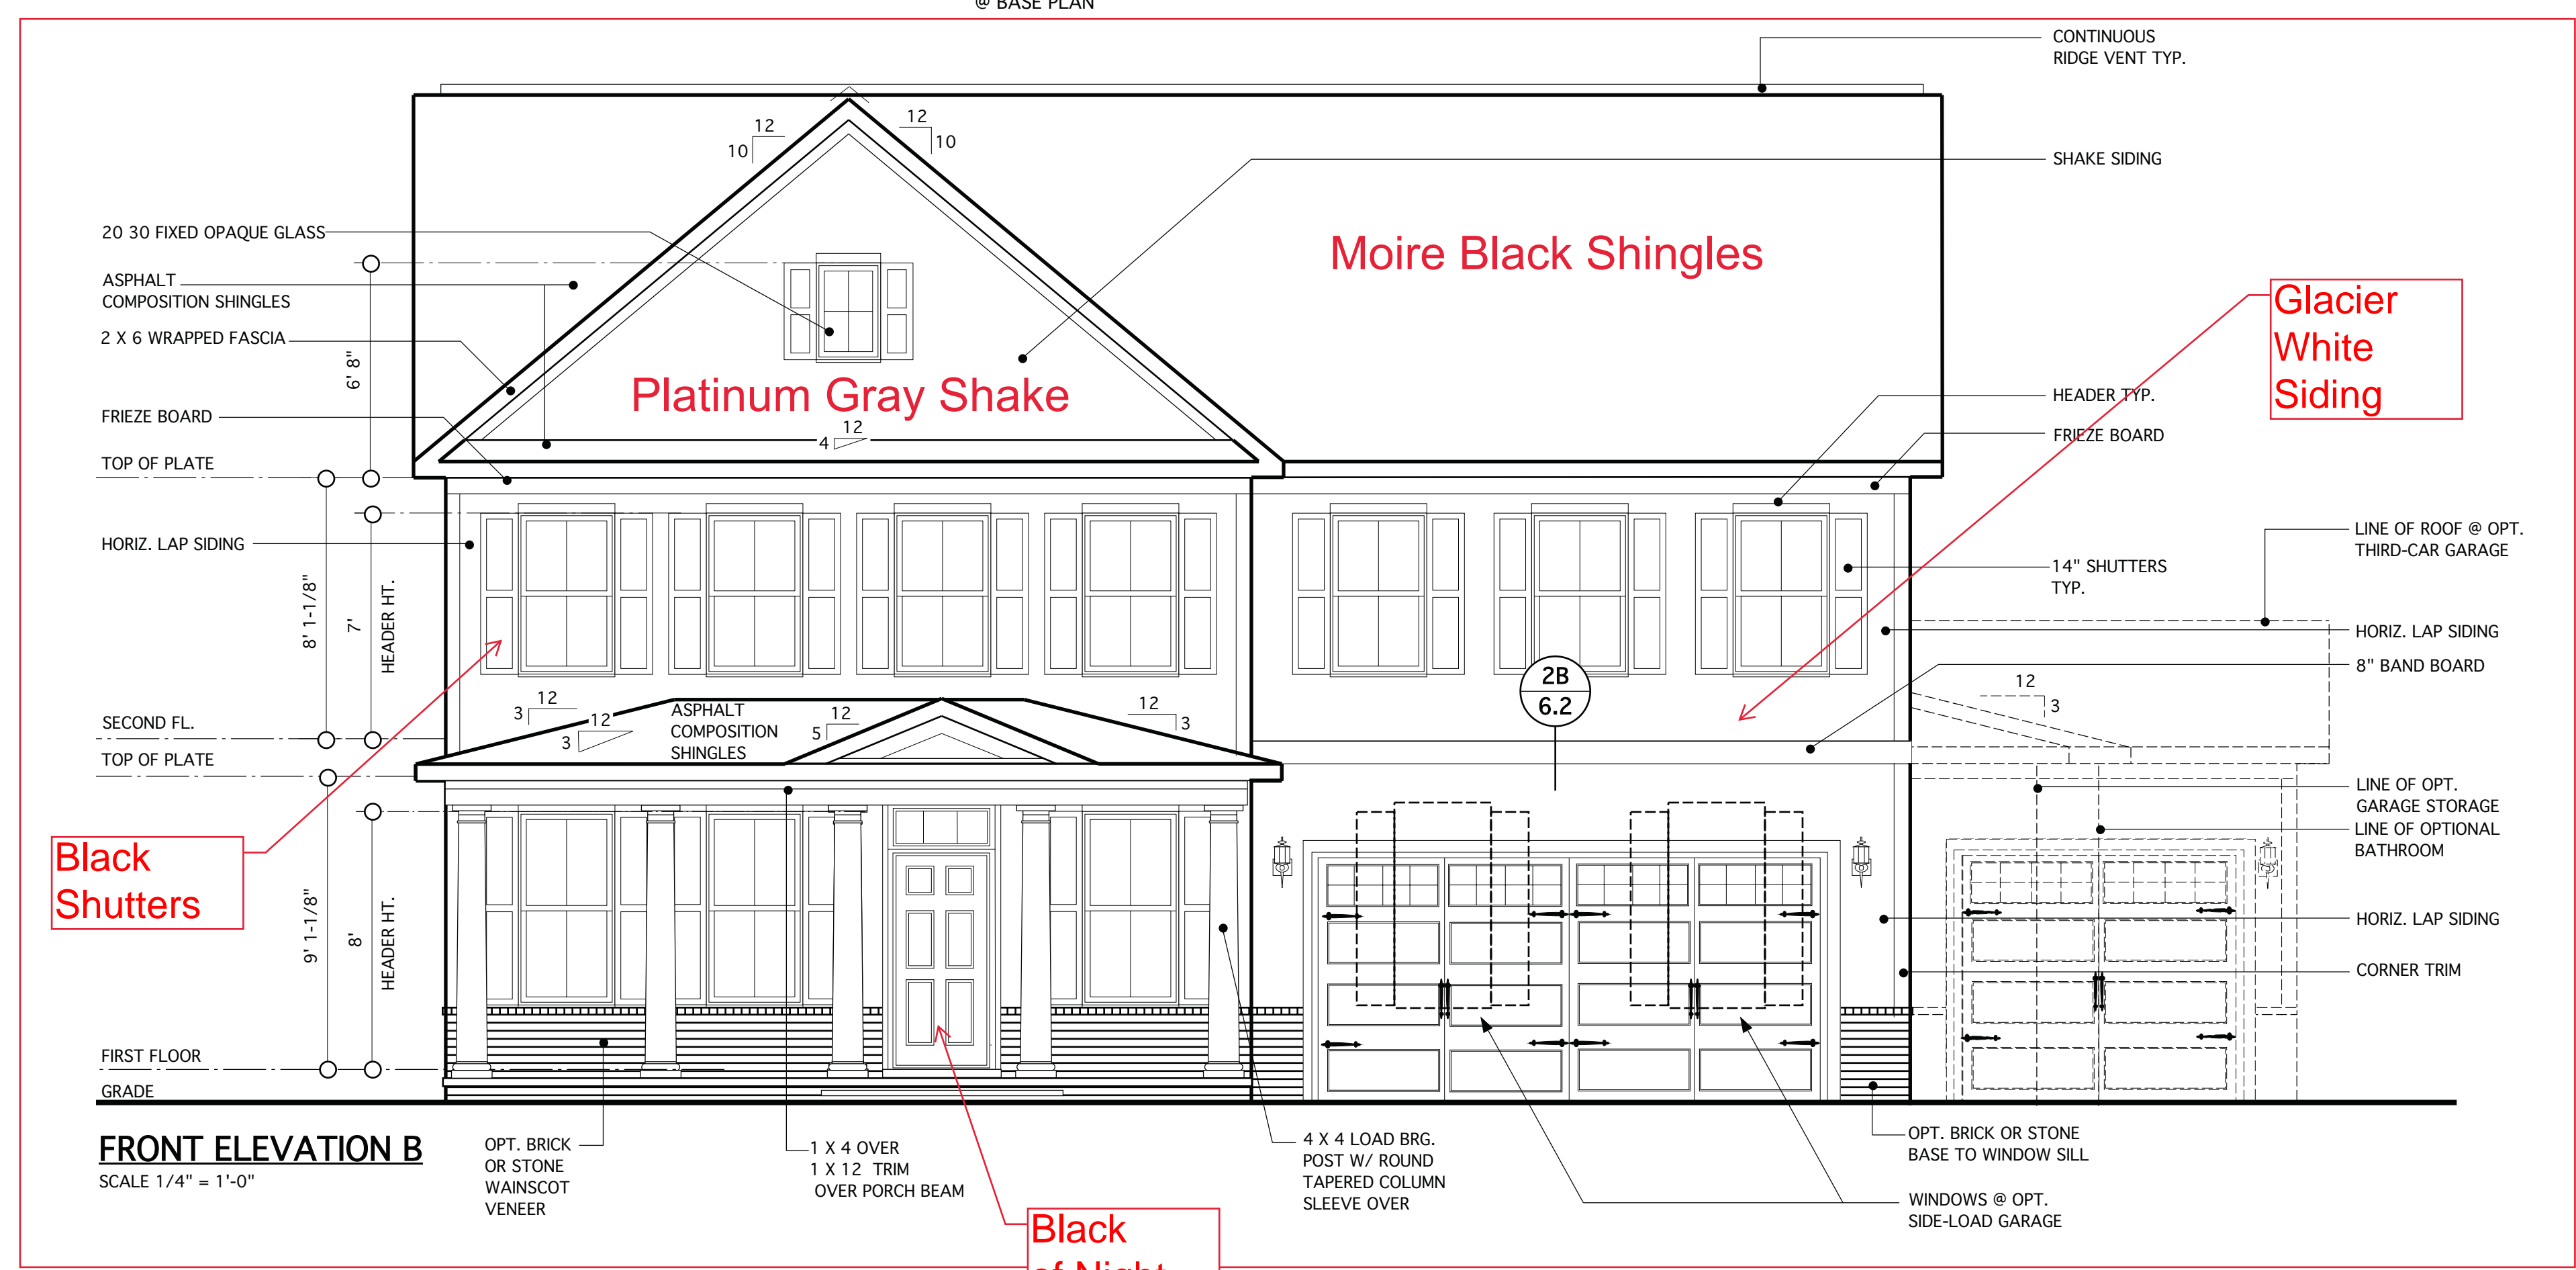 @ BASE PLAN
CONTINUOUS
RIDGE VENT TYP.
12
10
12
10
SHAKE SIDING
20 30 FIXED OPAQUE GLASS
Moire Black Shingles
ASPHALT
COMPOSITION SHINGLES
Glacier
White
Siding
2 X 6 WRAPPED FASCIA
6' 8"
Platinum Gray Shake
HEADER TYP.
FRIEZE BOARD
12
4
FRIEZE BOARD
TOP OF PLATE
HORIZ. LAP SIDING
LINE OF ROOF @ OPT.
THIRD-CAR GARAGE
14" SHUTTERS
TYP.
8' 1-1/8"
7'
HEADER HT.
HORIZ. LAP SIDING
8" BAND BOARD
2B
6.2
12
3
12
3
12
3
ASPHALT
COMPOSITION
SHINGLES
12
5
12
3
SECOND FL.
TOP OF PLATE
LINE OF OPT.
GARAGE STORAGE
LINE OF OPTIONAL
BATHROOM
Black
Shutters
9' 1-1/8"
8'
HEADER HT.
HORIZ. LAP SIDING
CORNER TRIM
FIRST FLOOR
GRADE
FRONT ELEVATION B
SCALE 1/4" = 1'-0"
OPT. BRICK
OR STONE
WAINSCOT
VENEER
1 X 4 OVER
1 X 12 TRIM
OVER PORCH BEAM
4 X 4 LOAD BRG.
POST W/ ROUND
TAPERED COLUMN
SLEEVE OVER
OPT. BRICK OR STONE
BASE TO WINDOW SILL
WINDOWS @ OPT.
SIDE-LOAD GARAGE
Black
of Night